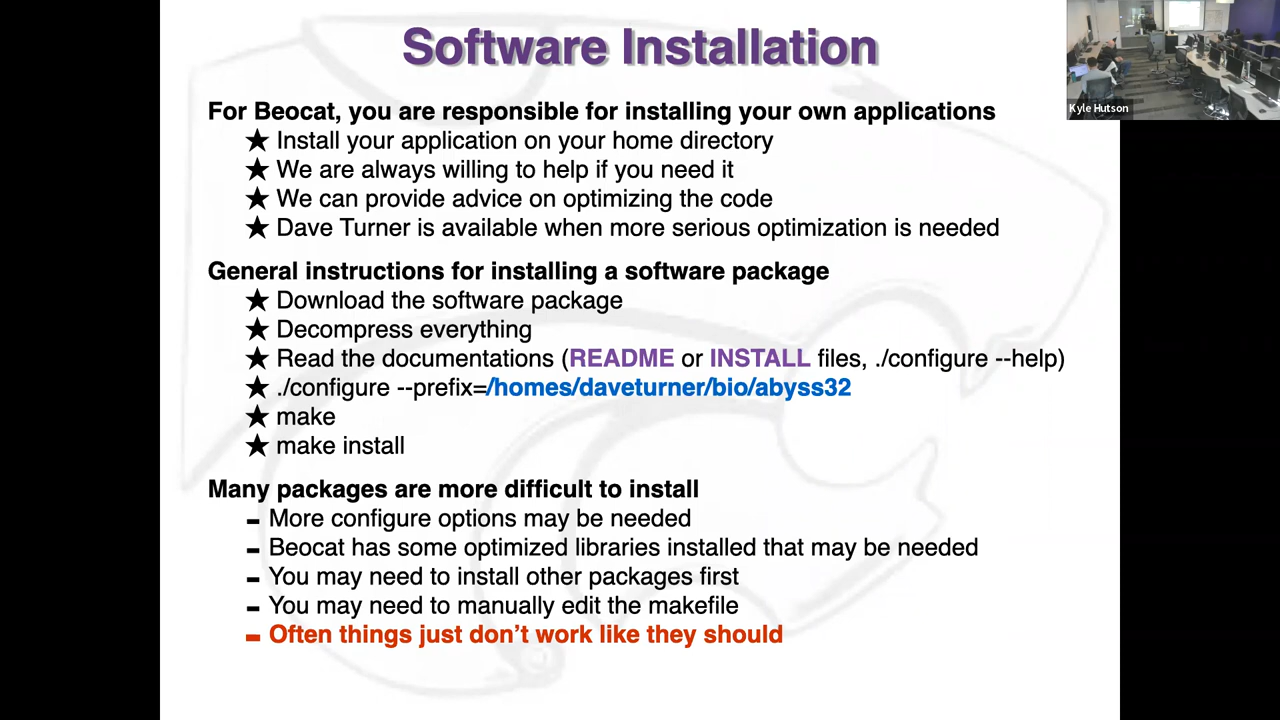 Software Installation
Kyle Hutson
For Beocat, you are responsible for installing your own applications
★ Install your application on your home directory
★ We are always willing to help if you need it
★ We can provide advice on optimizing the code
★ Dave Turner is available when more serious optimization is needed
General instructions for installing a software package
★ Download the software package
★ Decompress everything
★ Read the documentations (README or INSTALL files, ./configure --help)
★ ./configure --prefix=/homes/daveturner/bio/abyss32
★ make
★ make install
Many packages are more difficult to install
- More configure options may be needed
- Beocat has some optimized libraries installed that may be needed
- You may need to install other packages first
- You may need to manually edit the makefile
- Often things just don’t work like they should